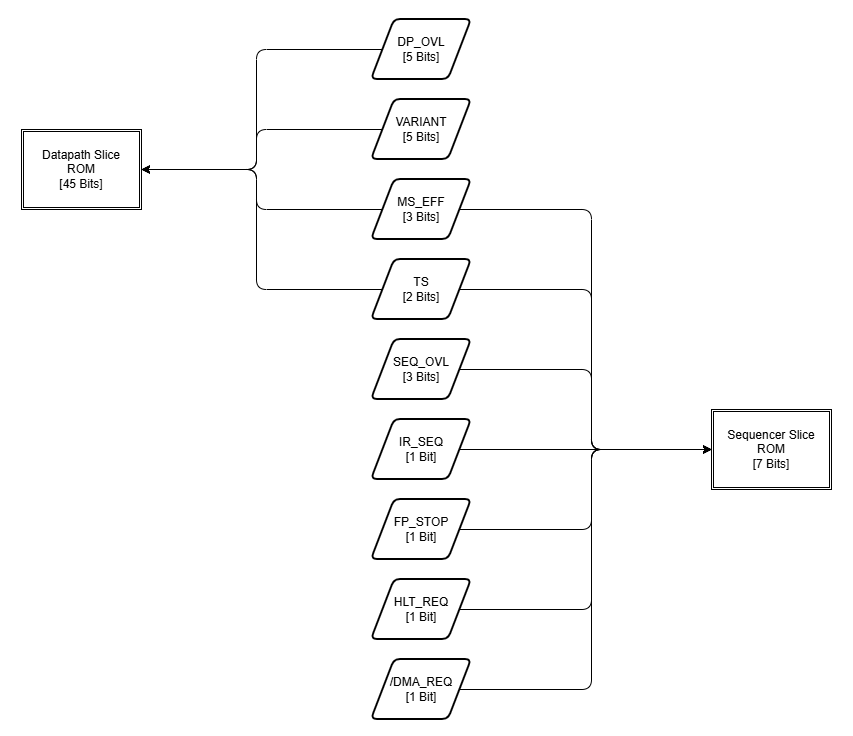 DP_OVL
[5 Bits]
VARIANT
[5 Bits]
Datapath Slice
ROM
[45 Bits]
MS_EFF
[3 Bits]
TS
[2 Bits]
SEQ_OVL
[3 Bits]
IR_SEQ
[1 Bit]
Sequencer Slice
ROM
[7 Bits]
FP_STOP
[1 Bit]
HLT_REQ
[1 Bit]
/DMA_REQ
[1 Bit]